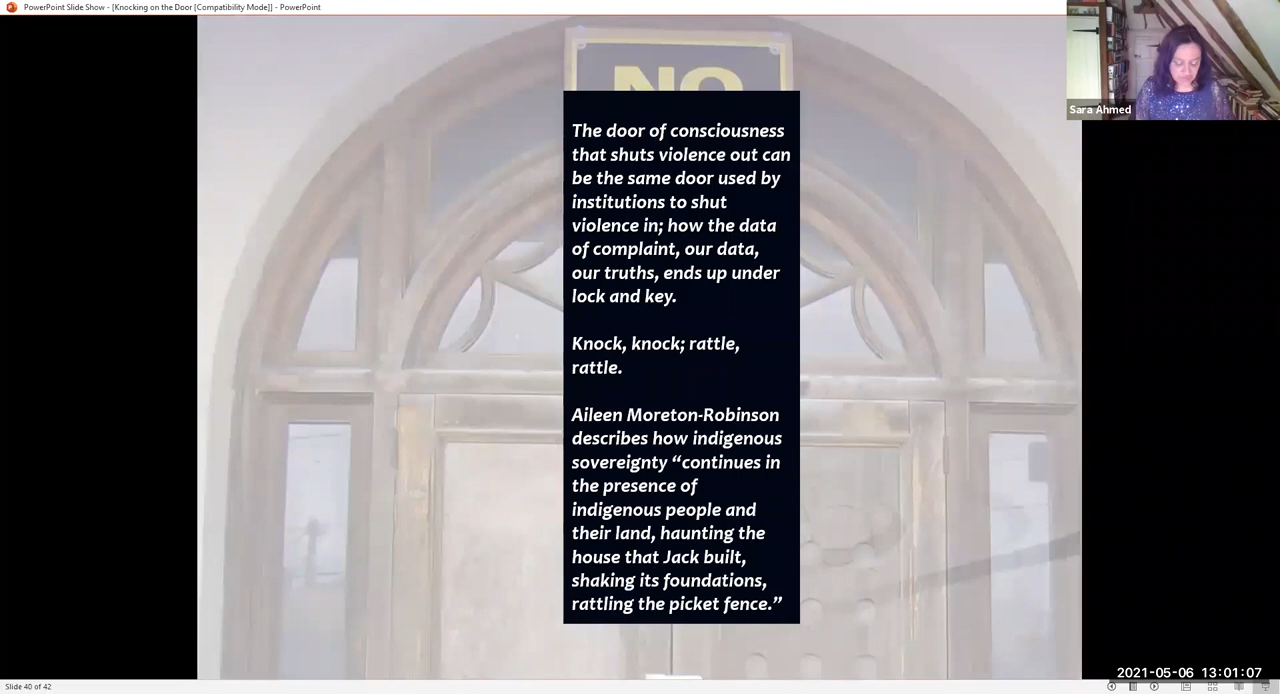 PowerPoint Slide Show - [Knocking on the Door [Compatibility Mode]] - PowerPoint
NO
Sara Ahmed
The door of consciousness
that shuts violence out can
be the same door used by
institutions to shut
violence in; how the data
of complaint, our data,
our truths, ends up under
lock and key.
Knock, knock; rattle,
rattle.
Aileen Moreton-Robinson
describes how indigenous
sovereignty “continues in
the presence of
indigenous people and
their land, haunting the
house that Jack built,
shaking its foundations,
rattling the picket fence.”
2021-05-06 13:01:07
Slide 40 of 42